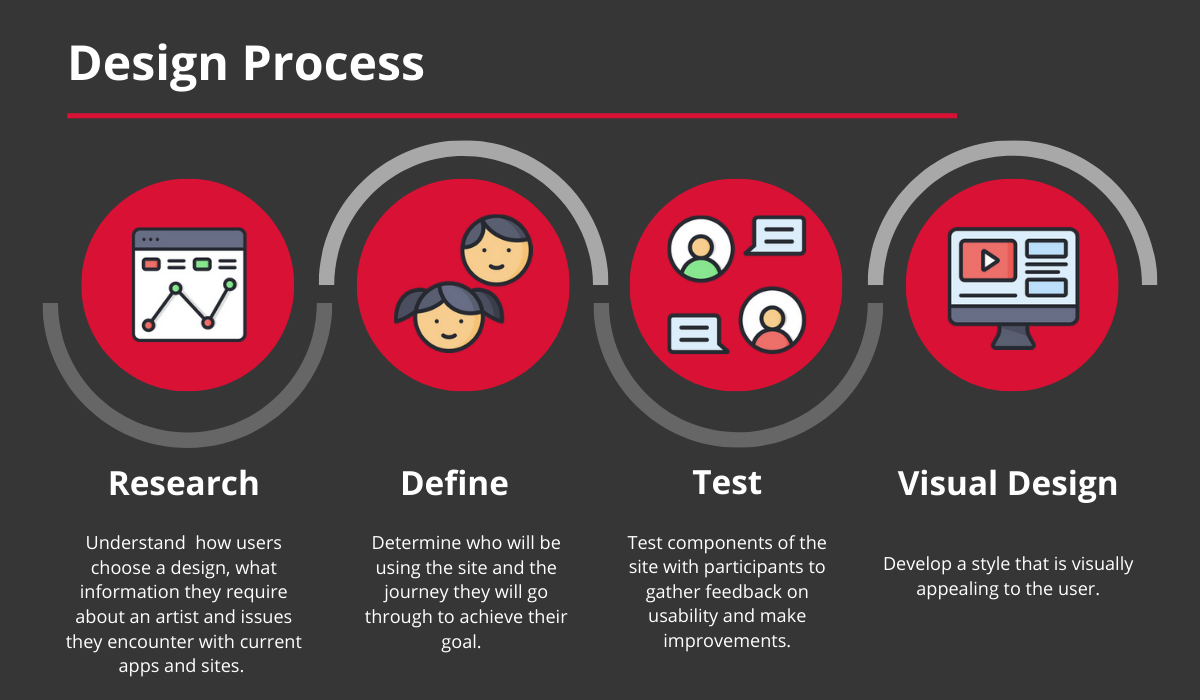 Design Process
Research
Understand  how users
choose a design, what
information they require
about an artist and issues
they encounter with current
apps and sites.
Define
Determine who will be
using the site and the
journey they will go
through to achieve their
goal.
Test
Test components of the
site with participants to
gather feedback on
usability and make
improvements.
Visual Design
Develop a style that is visually
appealing to the user.